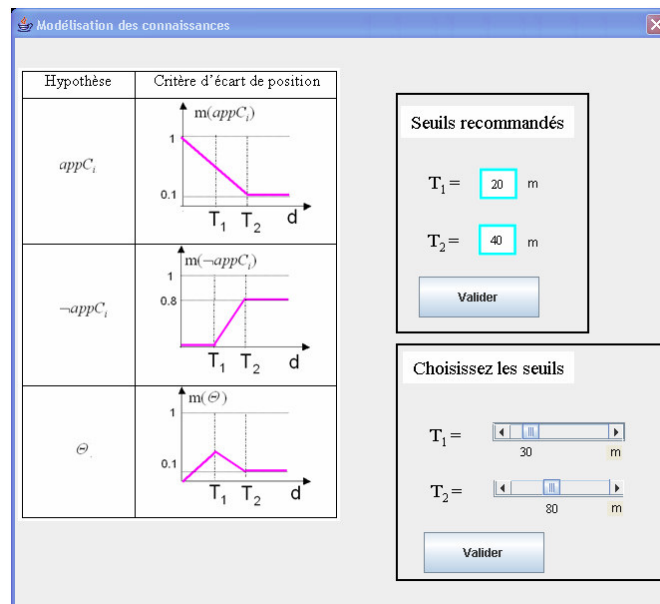 Modélisation des connaissances
Hypothèse
Critère d'écart de position
appCi
m(appCi)
1
0.1
T1 T2 d
¬appCi
m(¬appCi)
1
0.8
T1 T2 d
Θ
m(Θ)
1
0.1
T1 T2 d
Seuils recommandés
T1= 20 m
T2= 40 m
Valider
Choisissez les seuils
T1=
30 m
T2=
80 m
Valider